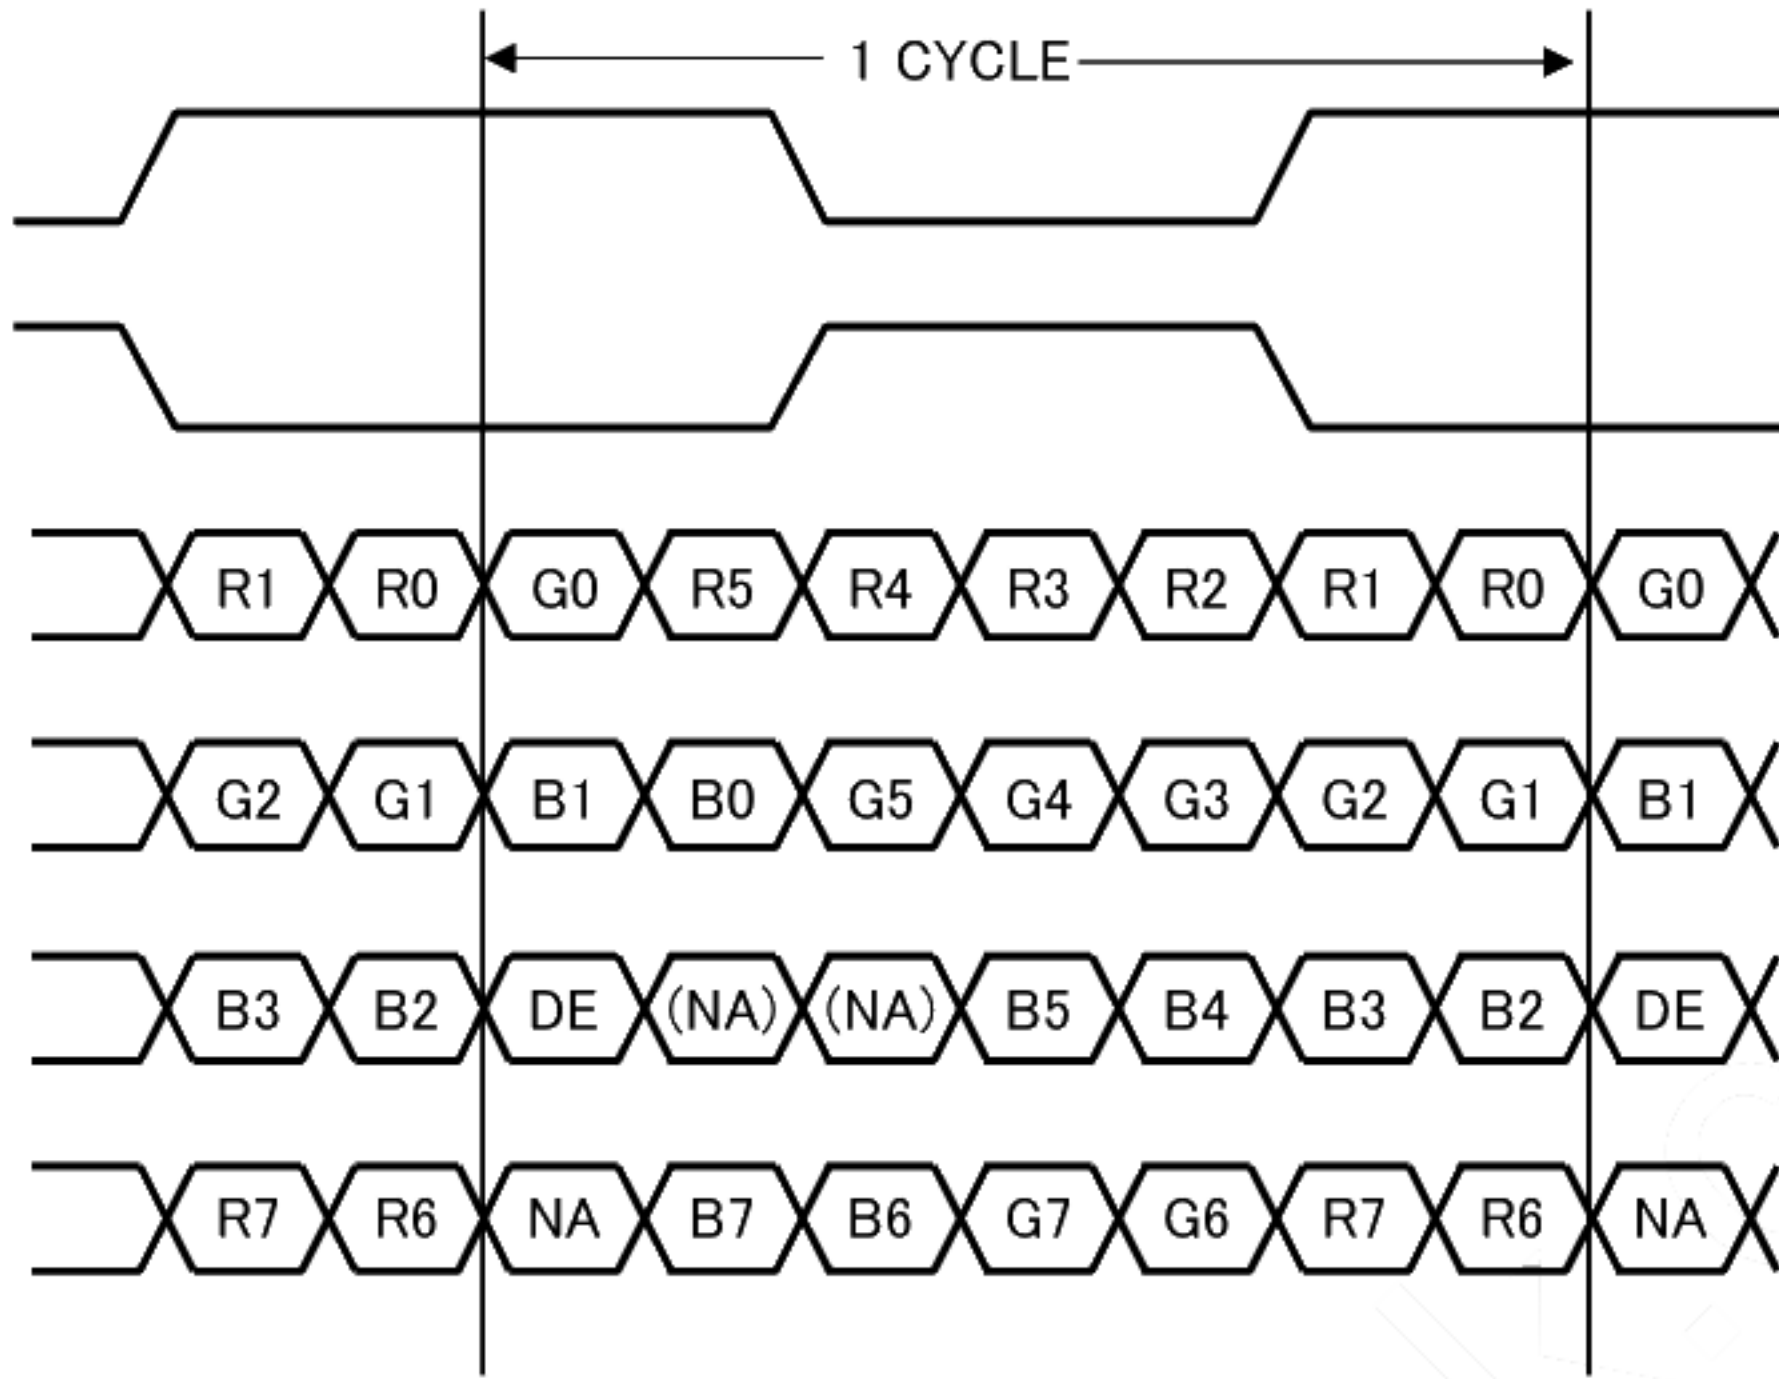 1 CYCLE
R1 R0 G0 R5 R4 R3 R2 R1 R0 G0
G2 G1 B1 B0 G5 G4 G3 G2 G1 B1
B3 B2 DE (NA) (NA) B5 B4 B3 B2 DE
R7 R6 NA B7 B6 G7 G6 R7 R6 NA